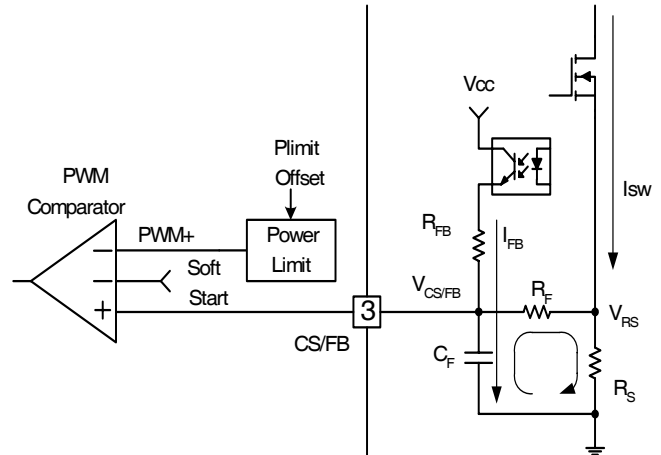 Vcc
Plimit
Offset
PWM
Comparator
PWM+
Power
Limit
Soft
Start
CS/FB
3
RFB
IFB
VCS/FB
RF
VRS
CF
RS
ISW